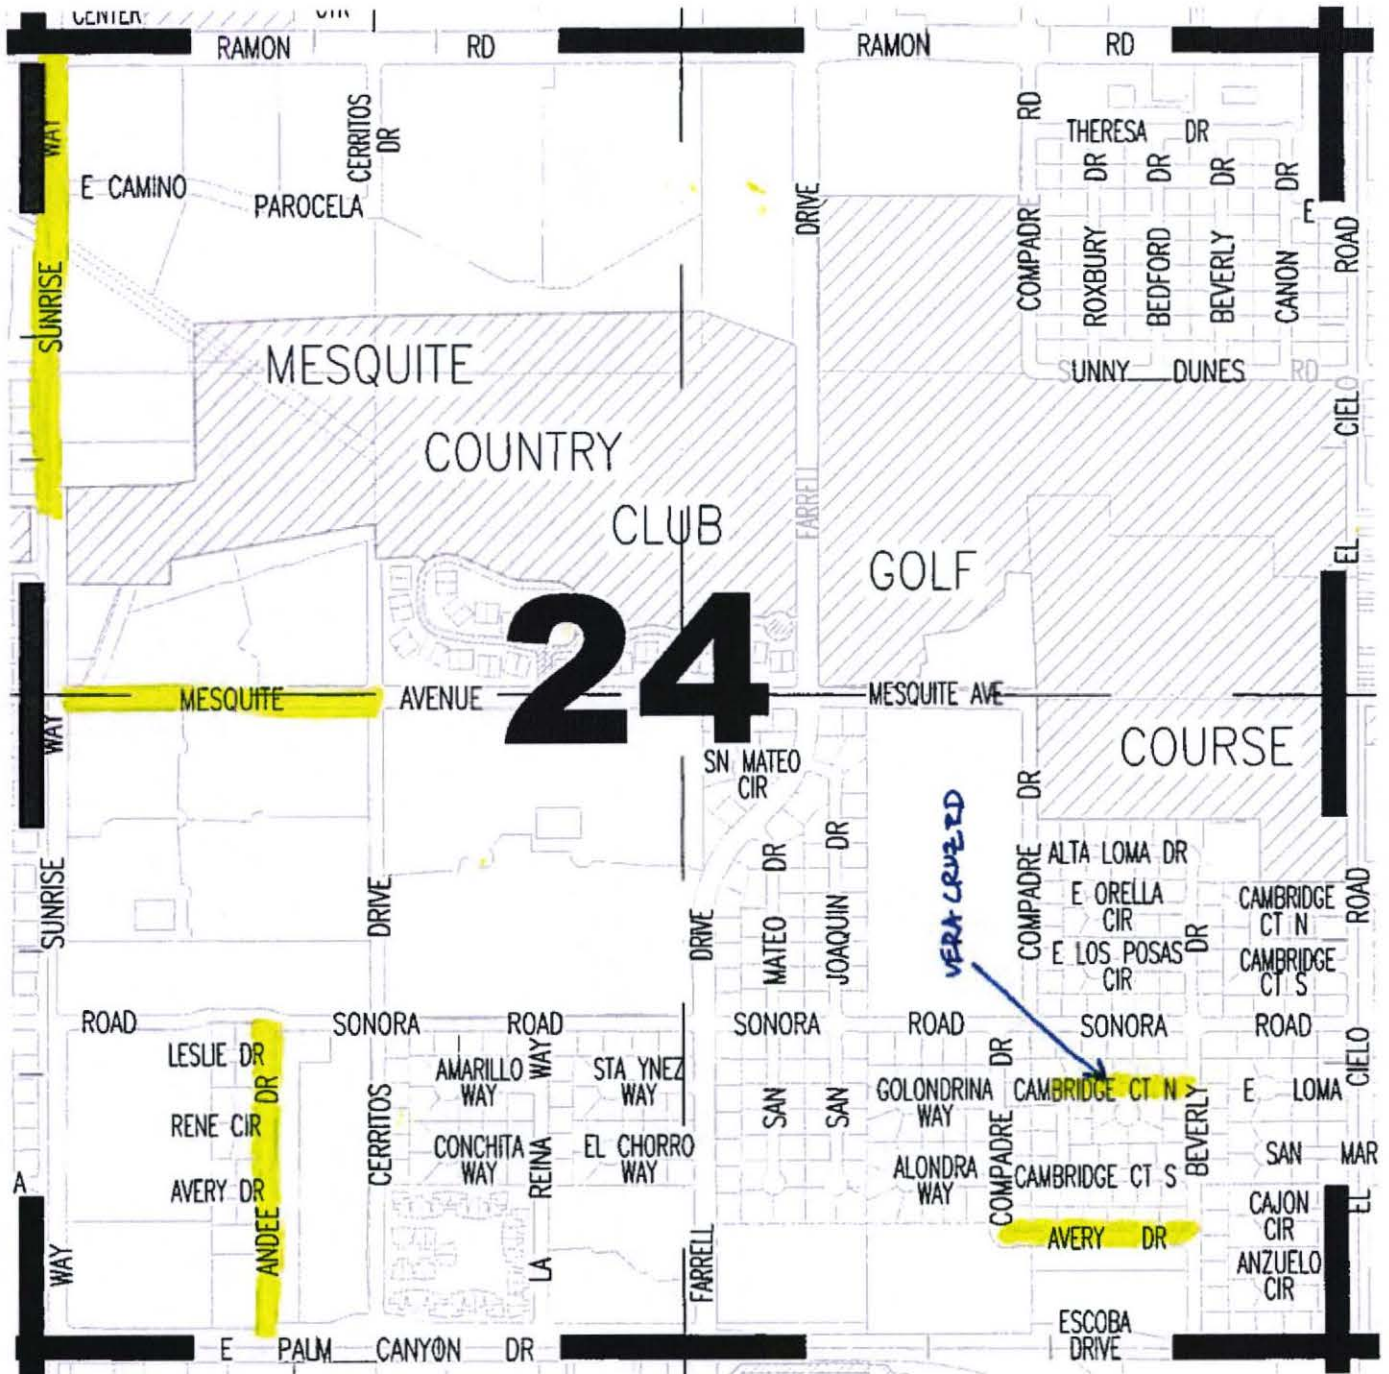 CENTER
RAMON RD
RAMON RD
WAY
SUNRISE
E CAMINO
PAROCELA
CERRITOS
DR
DRIVE
FARRELL
RD
COMPADRE
THERESA DR
ROXBURY DR
BEDFORD DR
BEVERLY DR
CANON DR
E
SUNNY DUNES RD
ROAD
CIELO
EL
MESQUITE
COUNTRY
CLUB
GOLF
COURSE
24
MESQUITE AVENUE
MESQUITE AVE
WAY
SUNRISE
DRIVE
CERRITOS
SN MATEO
CIR
DRIVE
FARRELL
SAN MATEO DR
SAN JOAQUIN DR
VERA CRUZ RD
DR
COMPADRE
ALTA LOMA DR
E ORELLA
CIR
E LOS POSAS
CIR
DR
BEVERLY
CAMBRIDGE
CT N
CAMBRIDGE
CT S
ROAD
CIELO
EL
ROAD
SONORA ROAD
SONORA ROAD
SONORA ROAD
LESLIE DR
RENE CIR
AVERY DR
ANDEE DR
AMARILLO
WAY
CONCHITA
WAY
LA REINA WAY
STA YNEZ
WAY
EL CHORRO
WAY
GOLONDRINA
WAY
ALONDRA
WAY
COMPADRE DR
CAMBRIDGE CT N
CAMBRIDGE CT S
AVERY DR
E LOMA
SAN MAR
CAJON
CIR
ANZUELO
CIR
ESCOBA
DRIVE
A
WAY
E PALM CANYON DR